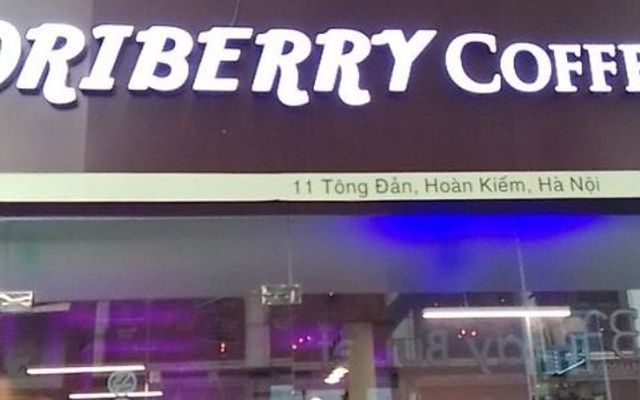 ORIBERRY COFFE
11 Tông Đản, Hoàn Kiếm, Hà Nội